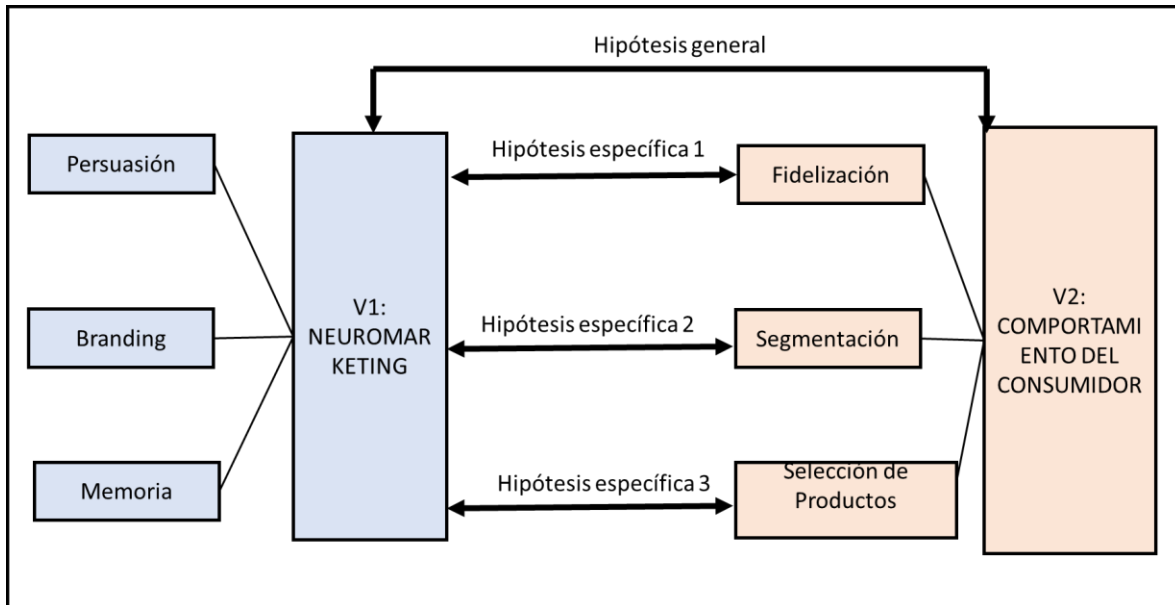 Hipótesis general
Persuasión
Hipótesis específica 1
Fidelización
Branding
V1:
NEUROMAR
KETING
Hipótesis específica 2
Segmentación
V2:
COMPORTAMI
ENTO DEL
CONSUMIDOR
Memoria
Hipótesis específica 3
Selección de
Productos